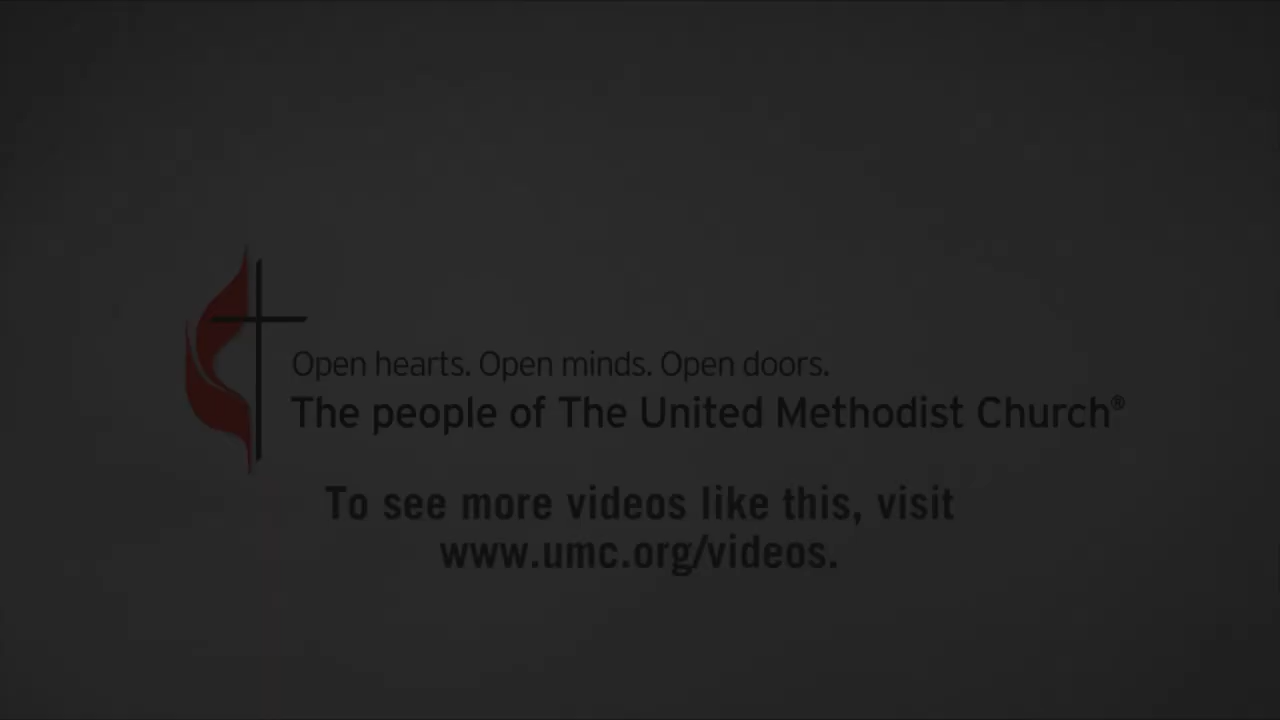 Open hearts. Open minds. Open doors.
The people of The United Methodist Church®
To see more videos like this, visit
www.umc.org/videos.